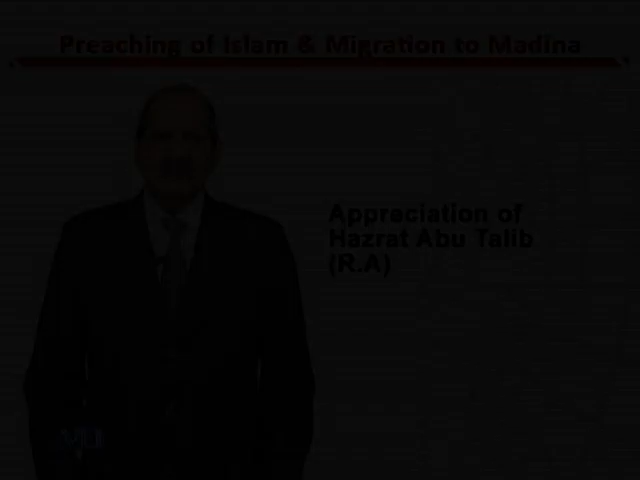 Preaching of Islam & Migration to Madina
Appreciation of
Hazrat Abu Talib
(R.A)